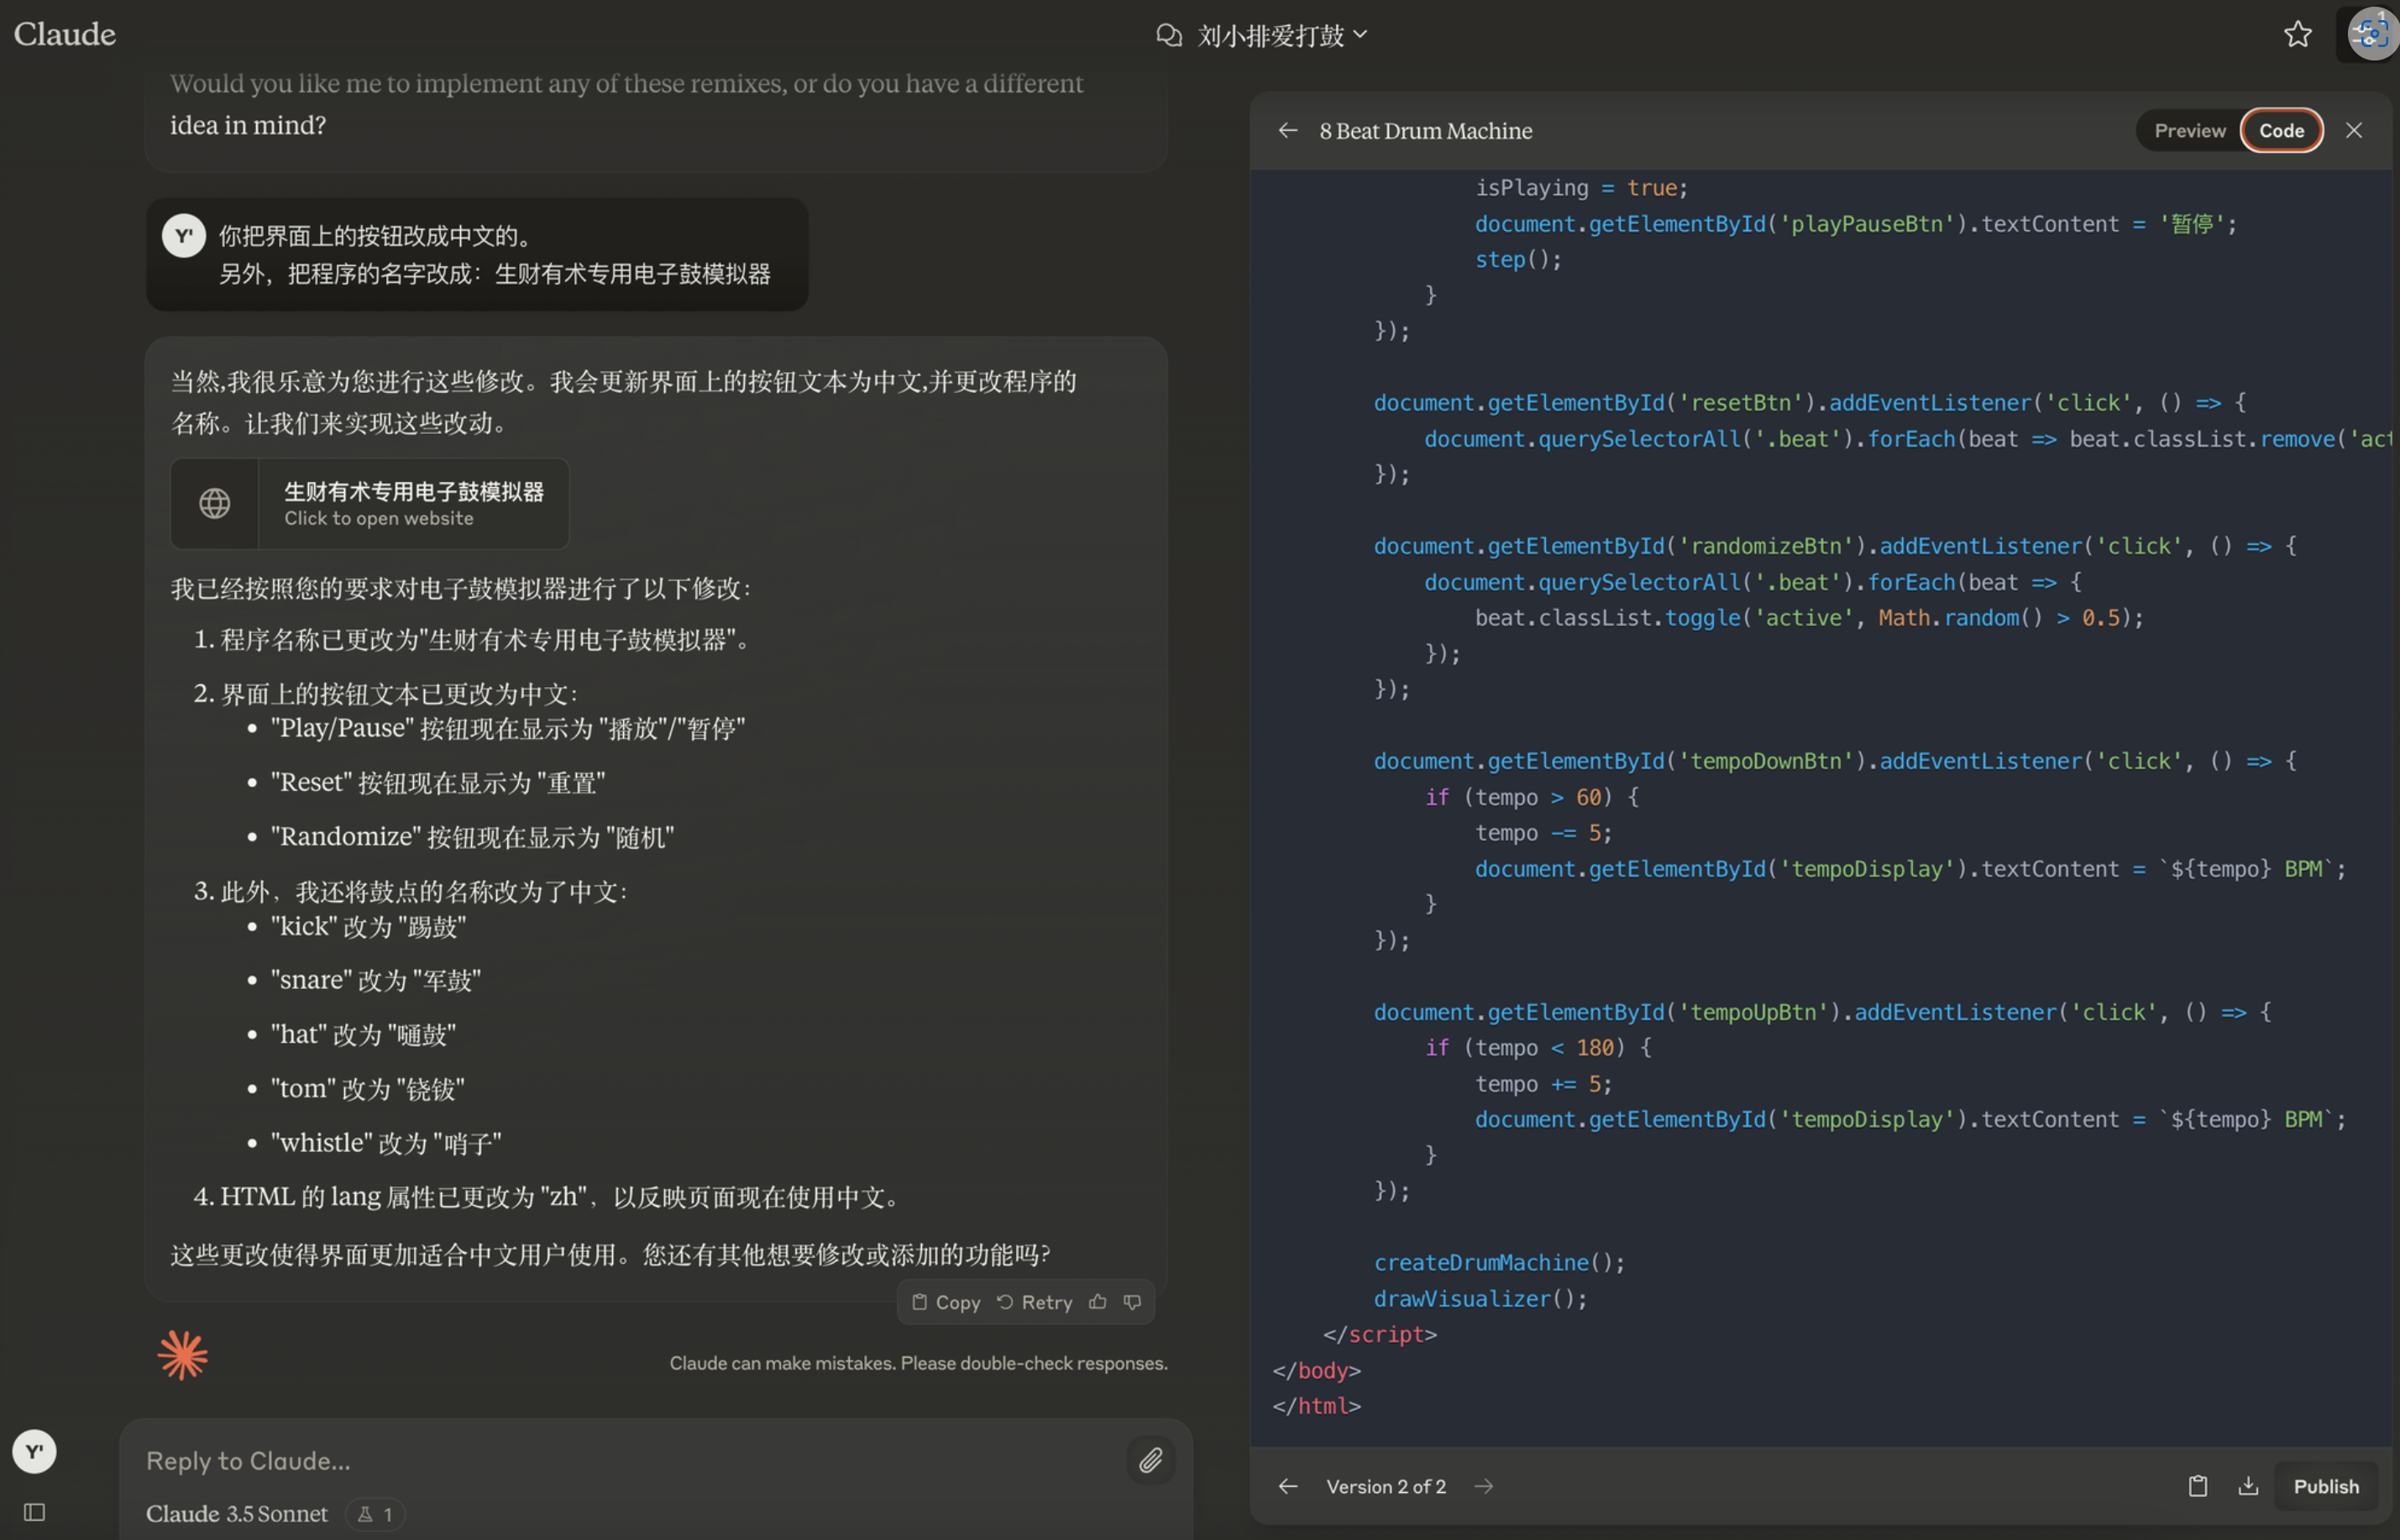 Claude
刘小排爱打鼓
1
Would you like me to implement any of these remixes, or do you have a different
idea in mind?
Y'
你把界面上的按钮改成中文的。
另外，把程序的名字改成：生财有术专用电子鼓模拟器
当然,我很乐意为您进行这些修改。我会更新界面上的按钮文本为中文,并更改程序的
名称。让我们来实现这些改动。
生财有术专用电子鼓模拟器
Click to open website
我已经按照您的要求对电子鼓模拟器进行了以下修改：
1. 程序名称已更改为"生财有术专用电子鼓模拟器"。
2. 界面上的按钮文本已更改为中文：
• "Play/Pause" 按钮现在显示为 "播放"/"暂停"
• "Reset" 按钮现在显示为 "重置"
• "Randomize" 按钮现在显示为 "随机"
3. 此外，我还将鼓点的名称改为了中文：
• "kick" 改为 "踢鼓"
• "snare" 改为 "军鼓"
• "hat" 改为 "嗵鼓"
• "tom" 改为 "铙钹"
• "whistle" 改为 "哨子"
4. HTML 的 lang 属性已更改为 "zh"，以反映页面现在使用中文。
这些更改使得界面更加适合中文用户使用。您还有其他想要修改或添加的功能吗?
Copy Retry
Claude can make mistakes. Please double-check responses.
Y'
Reply to Claude...
Claude 3.5 Sonnet 1
8 Beat Drum Machine
Preview Code
isPlaying = true;
document.getElementById('playPauseBtn').textContent = '暂停';
step();
}
});
document.getElementById('resetBtn').addEventListener('click', () => {
document.querySelectorAll('.beat').forEach(beat => beat.classList.remove('act
});
document.getElementById('randomizeBtn').addEventListener('click', () => {
document.querySelectorAll('.beat').forEach(beat => {
beat.classList.toggle('active', Math.random() > 0.5);
});
});
document.getElementById('tempoDownBtn').addEventListener('click', () => {
if (tempo > 60) {
tempo -= 5;
document.getElementById('tempoDisplay').textContent = `${tempo} BPM`;
}
});
document.getElementById('tempoUpBtn').addEventListener('click', () => {
if (tempo < 180) {
tempo += 5;
document.getElementById('tempoDisplay').textContent = `${tempo} BPM`;
}
});
createDrumMachine();
drawVisualizer();
</script>
</body>
</html>
Version 2 of 2
Publish